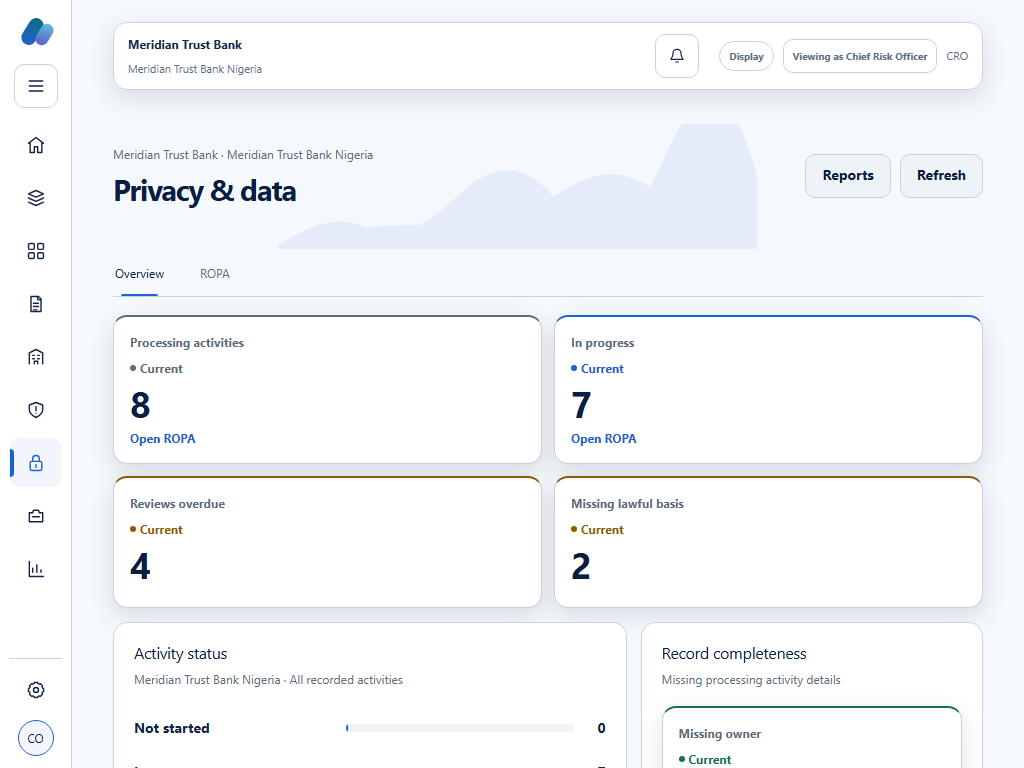 Meridian Trust Bank
Meridian Trust Bank Nigeria
Display
Viewing as Chief Risk Officer
CRO
Meridian Trust Bank · Meridian Trust Bank Nigeria
Privacy & data
Reports
Refresh
Overview
ROPA
Processing activities
Current
8
Open ROPA
In progress
Current
7
Open ROPA
Reviews overdue
Current
4
Missing lawful basis
Current
2
Activity status
Meridian Trust Bank Nigeria · All recorded activities
Not started
0
Record completeness
Missing processing activity details
Missing owner
Current
CO